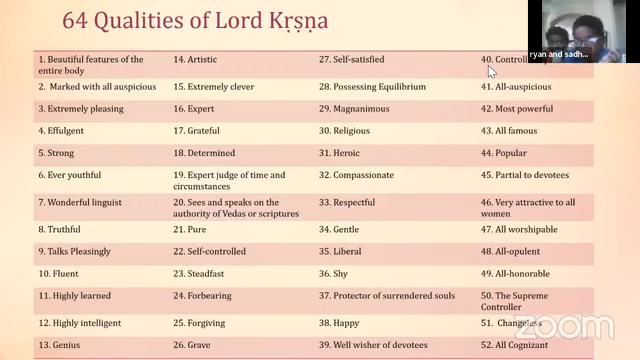 64 Qualities of Lord Kṛṣṇa
ryan and sadh...
1. Beautiful features of the
entire body
14. Artistic
27. Self-satisfied
40.
2. Marked with all auspicious
15. Extremely clever
28. Possessing Equilibrium
41. All-auspicious
3. Extremely pleasing
16. Expert
29. Magnanimous
42. Most powerful
4. Effulgent
17. Grateful
30. Religious
43. All famous
5. Strong
18. Determined
31. Heroic
44. Popular
6. Ever youthful
19. Expert judge of time and
circumstances
32. Compassionate
45. Partial to devotees
7. Wonderful linguist
20. Sees and speaks on the
authority of Vedas or scriptures
33. Respectful
46. Very attractive to all
women
8. Truthful
21. Pure
34. Gentle
47. All worshipable
9. Talks Pleasingly
22. Self-controlled
35. Liberal
48. All-opulent
10. Fluent
23. Steadfast
36. Shy
49. All-honorable
11. Highly learned
24. Forbearing
37. Protector of surrendered souls
50. The Supreme
Controller
12. Highly intelligent
25. Forgiving
38. Happy
51. Changeless
13. Genius
26. Grave
39. Well wisher of devotees
52. All Cognizant
zoom